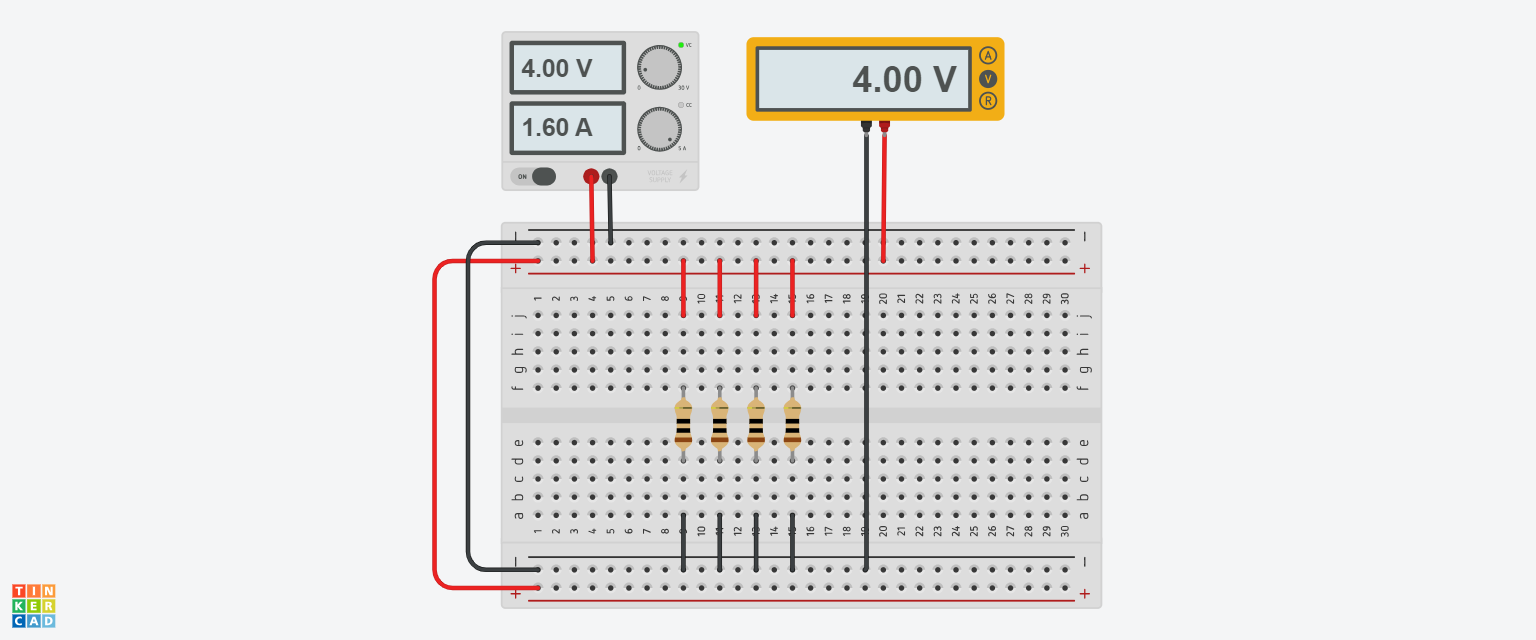 4.00 V
VC
0 30 V
1.60 A
CC
0 5 A
ON
VOLTAGE
SUPPLY
4.00 V
A
V
R
− −
+ +
1 2 3 4 5 6 7 8 9 10 11 12 13 14 15 16 17 18 19 20 21 22 23 24 25 26 27 28 29 30
j j
i i
h h
g g
f f
e e
d d
c c
b b
a a
1 2 3 4 5 6 7 8 9 10 11 12 13 14 15 16 17 18 19 20 21 22 23 24 25 26 27 28 29 30
− −
+ +
TIN
KER
CAD